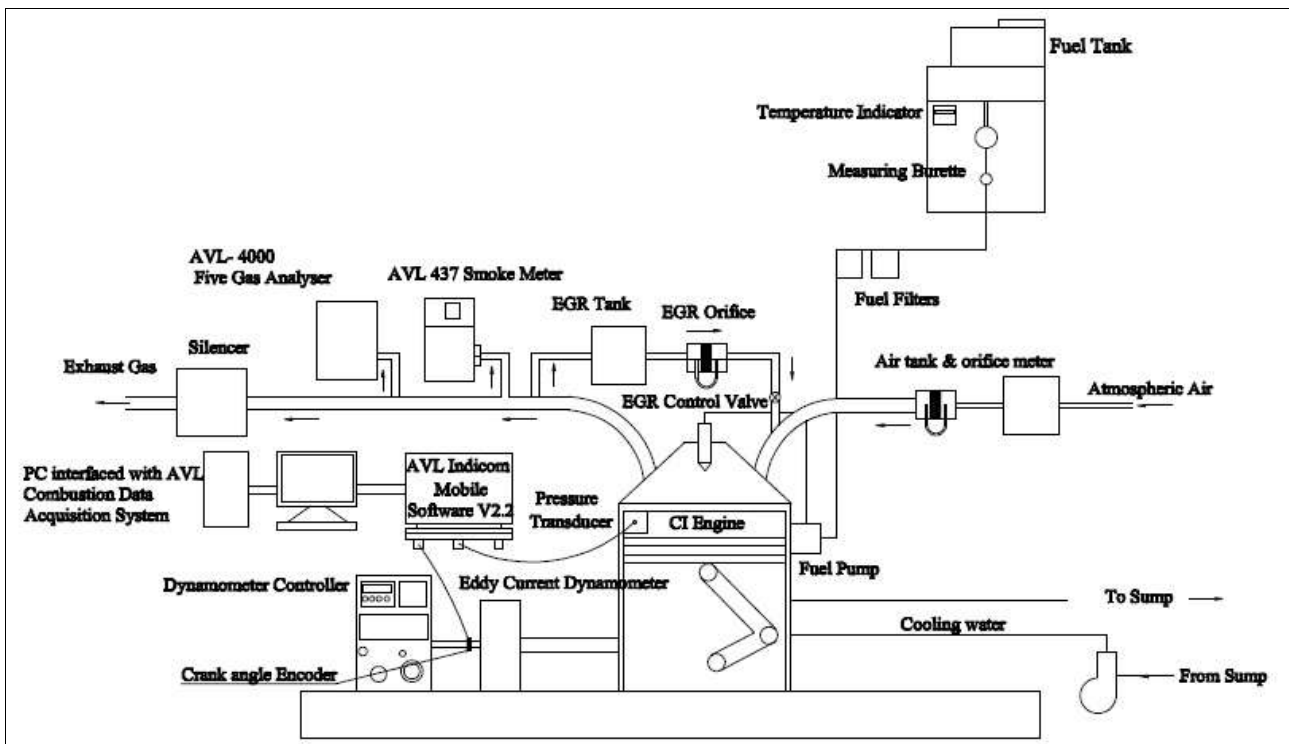 Fuel Tank
Temperature Indicator
Measuring Burette
AVL- 4000
Five Gas Analyser
AVL 437 Smoke Meter
EGR Tank
EGR Orifice
Fuel Filters
Silencer
Exhaust Gas
Air tank & orifice meter
Atmospheric Air
EGR Control Valve
PC interfaced with AVL
Combustion Data
Acquisition System
AVL Indicom
Mobile
Software V2.2
Pressure
Transducer
CI Engine
Fuel Pump
Dynamometer Controller
Eddy Current Dynamometer
To Sump
Cooling water
Crank angle Encoder
From Sump